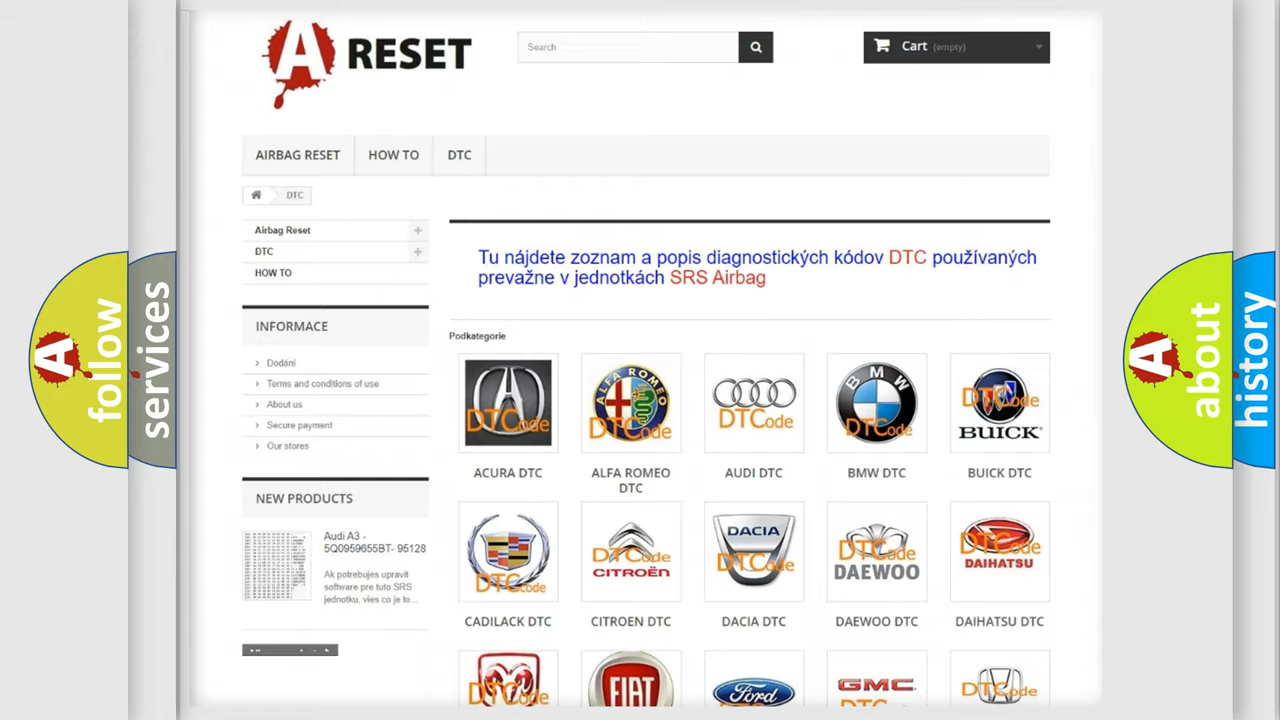 A RESET
Search
Cart (empty)
AIRBAG RESET
HOW TO
DTC
DTC
Airbag Reset
DTC
HOW TO
Tu nájdete zoznam a popis diagnostických kódov DTC používaných
prevažne v jednotkách SRS Airbag
INFORMACE
Dodání
Terms and conditions of use
About us
Secure payment
Our stores
NEW PRODUCTS
Audi A3 -
5Q0959655BT- 95128
Ak potrebujes upravit
software pre tuto SRS
jednotku, vies co je to...
Podkategorie
DTCode
ALFA ROMEO
DTCode
DTCode
BMW
DTCode
DTCode
BUICK
ACURA DTC
ALFA ROMEO
DTC
AUDI DTC
BMW DTC
BUICK DTC
DTCode
DTCode
CITROËN
DACIA
DTCode
DTCode
DAEWOO
DTCode
DAIHATSU
CADILACK DTC
CITROEN DTC
DACIA DTC
DAEWOO DTC
DAIHATSU DTC
DTCode
FIAT
Ford
GMC
DTCode
A follow
services
A about
history